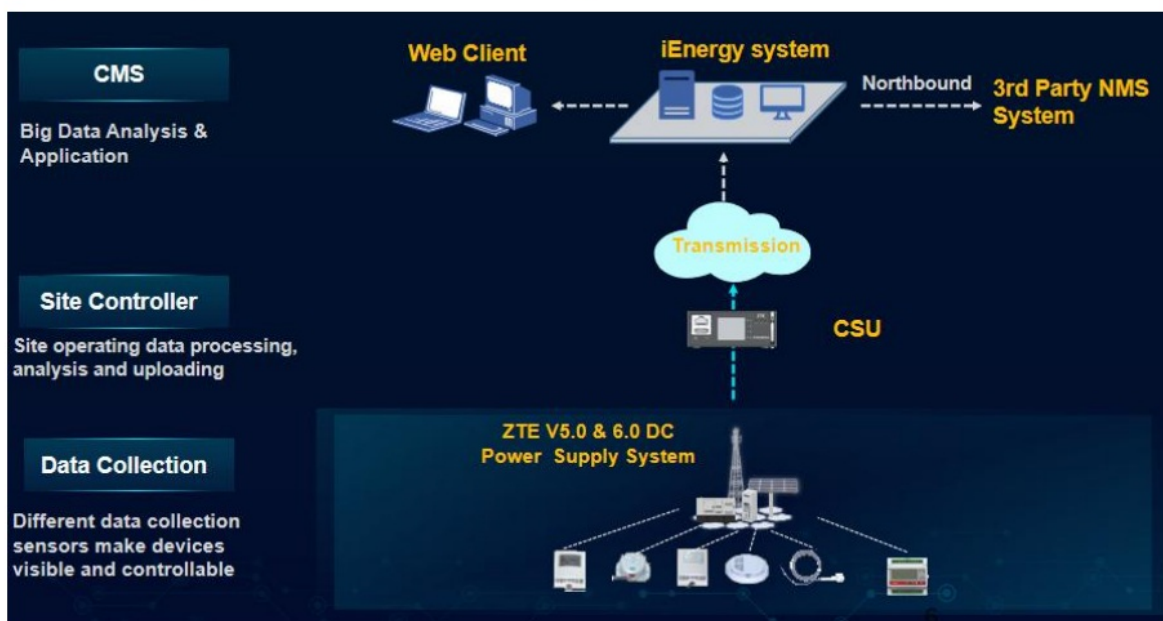 CMS
Big Data Analysis &
Application
Web Client
iEnergy system
Northbound
3rd Party NMS
System
Transmission
Site Controller
Site operating data processing,
analysis and uploading
CSU
Data Collection
Different data collection
sensors make devices
visible and controllable
ZTE V5.0 & 6.0 DC
Power Supply System